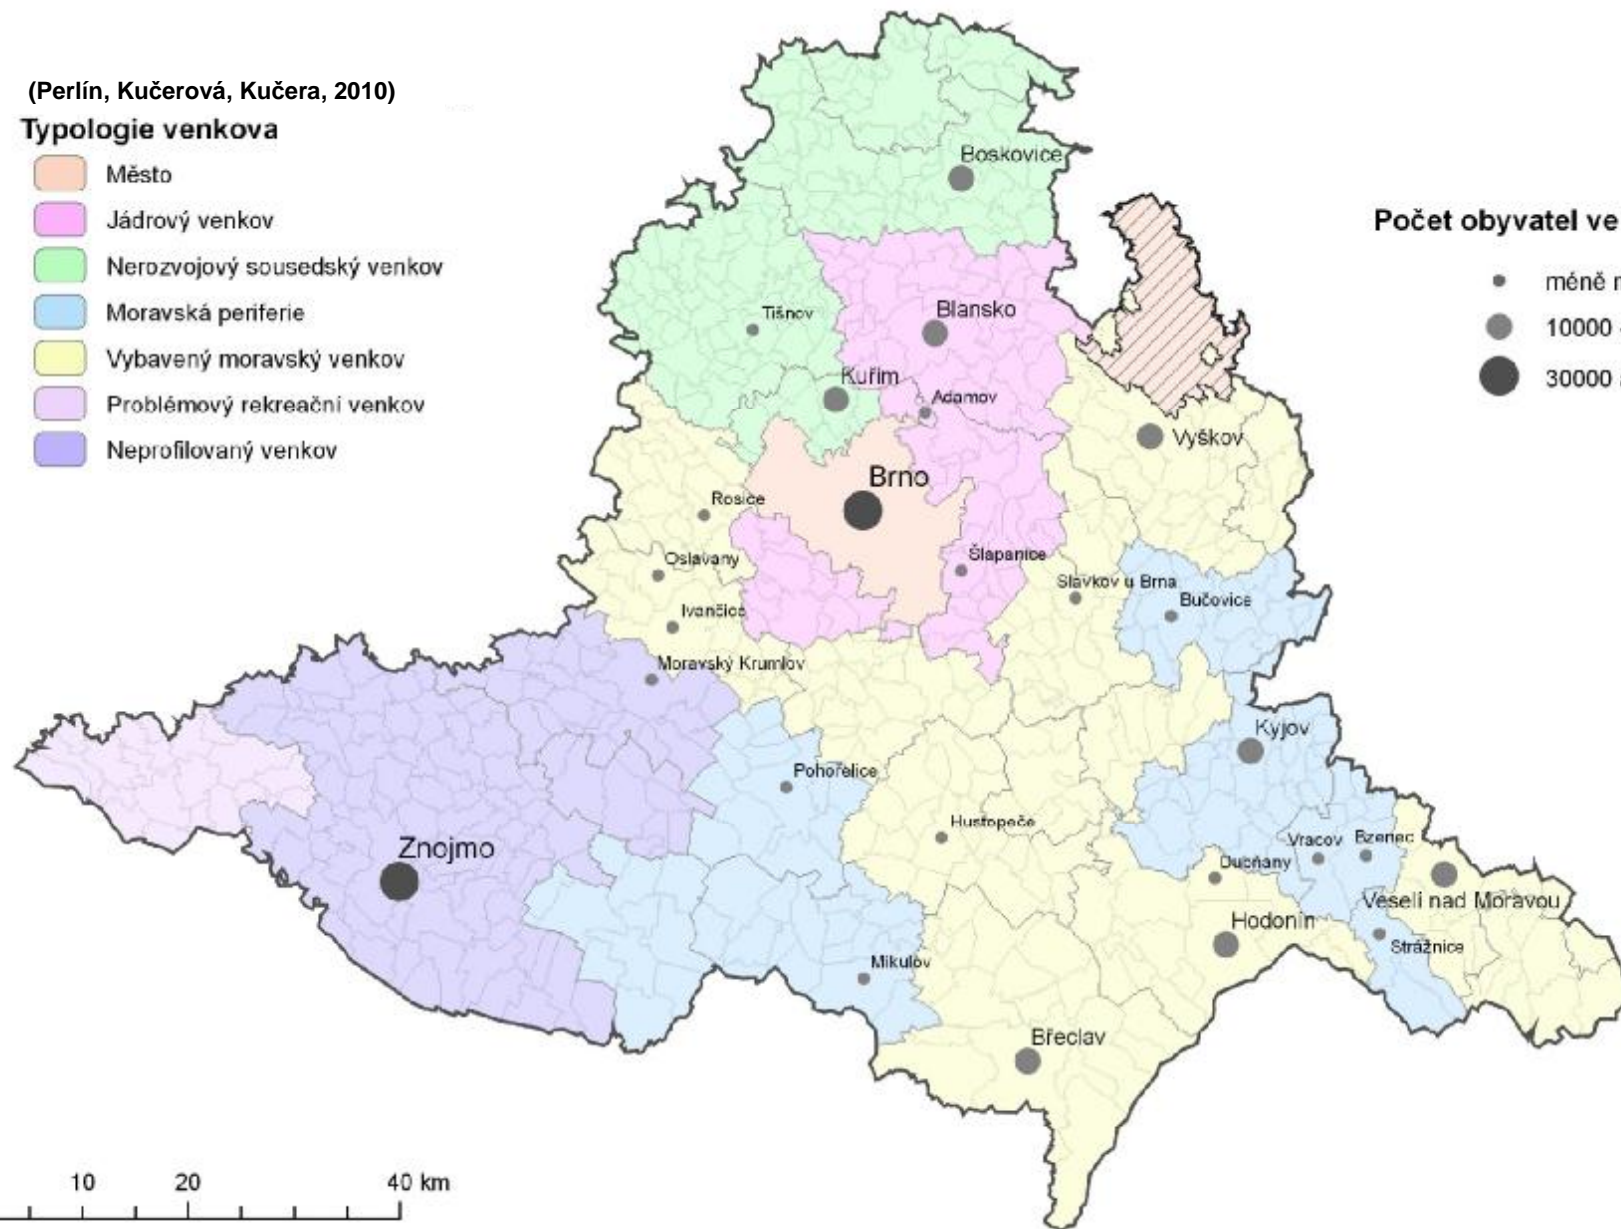 (Perlín, Kučerová, Kučera, 2010)
Typologie venkova
Město
Jádrový venkov
Nerozvojový sousedský venkov
Moravská periferie
Vybavený moravský venkov
Problémový rekreační venkov
Neprofilovaný venkov
Počet obyvatel ve
méně
10000
30000
Boskovice
Tišnov
Blansko
Kuřim
Adamov
Vyškov
Brno
Rosice
Šlapanice
Oslavany
Slavkov u Brna
Bučovice
Ivančice
Moravský Krumlov
Kyjov
Pohořelice
Hustopeče
Znojmo
Vracov
Bzenec
Dubňany
Veselí nad Moravou
Hodonín
Strážnice
Mikulov
Břeclav
10 20 40 km